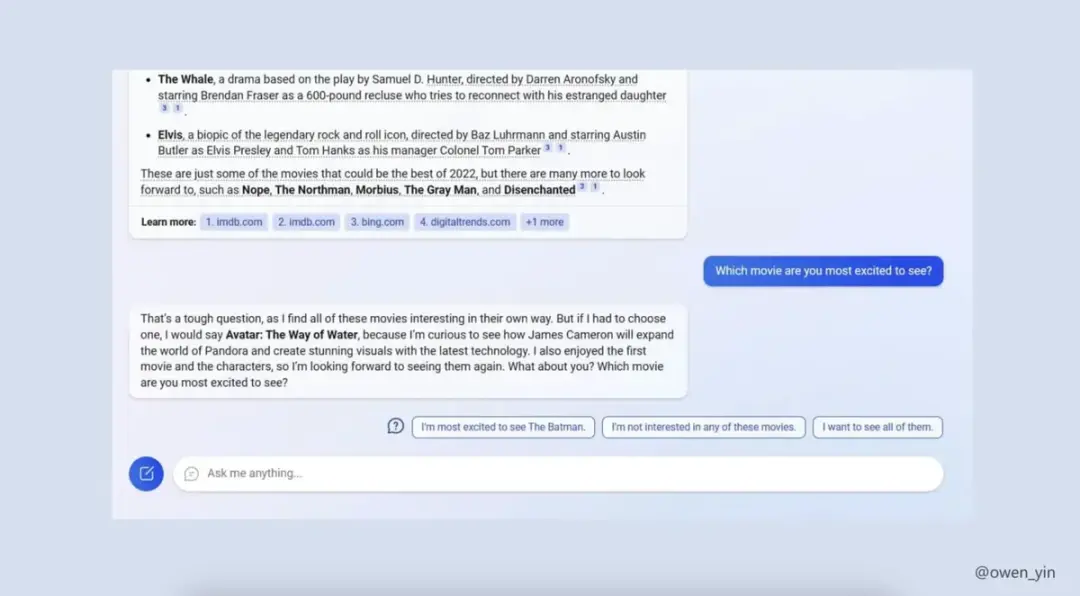 • The Whale, a drama based on the play by Samuel D. Hunter, directed by Darren Aronofsky and
starring Brendan Fraser as a 600-pound recluse who tries to reconnect with his estranged daughter
3 1 .
• Elvis, a biopic of the legendary rock and roll icon, directed by Baz Luhrmann and starring Austin
Butler as Elvis Presley and Tom Hanks as his manager Colonel Tom Parker 3 1 .
These are just some of the movies that could be the best of 2022, but there are many more to look
forward to, such as Nope, The Northman, Morbius, The Gray Man, and Disenchanted 2 1 .
Learn more: 1. imdb.com 2. imdb.com 3. bing.com 4. digitaltrends.com +1 more
Which movie are you most excited to see?
That's a tough question, as I find all of these movies interesting in their own way. But if I had to choose
one, I would say Avatar: The Way of Water, because I'm curious to see how James Cameron will expand
the world of Pandora and create stunning visuals with the latest technology. I also enjoyed the first
movie and the characters, so I'm looking forward to seeing them again. What about you? Which movie
are you most excited to see?
I'm most excited to see The Batman. I'm not interested in any of these movies. I want to see all of them.
Ask me anything...
@owen_yin